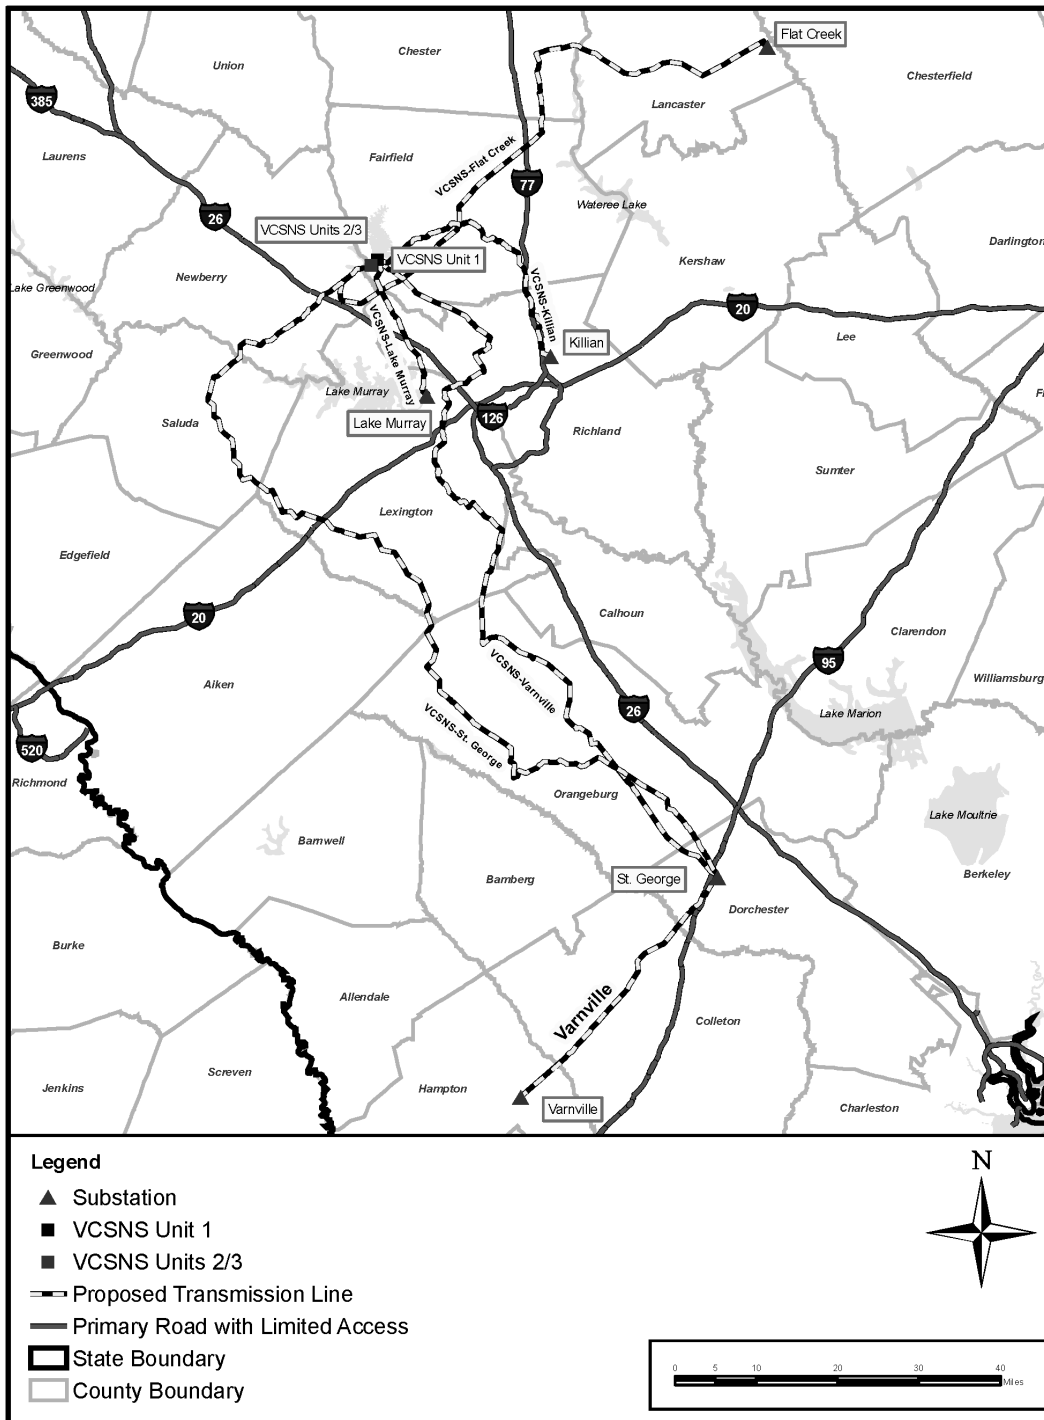 Flat Creek
Chester
Union
Chesterfield
385
Lancaster
Laurens
Fairfield
VCSNS-Flat Creek
77
Wateree Lake
26
VCSNS Units 2/3
Darlington
VCSNS Unit 1
Kershaw
Newberry
Lake Greenwood
VCSNS-Killian
20
Lee
Killian
Greenwood
VCSNS-Lake Murray
Lake Murray
Saluda
Lake Murray
126
Richland
Sumter
Lexington
Edgefield
20
Calhoun
Clarendon
95
VCSNS-Varnville
Williamsburg
Aiken
26
Lake Marion
VCSNS-St. George
520
Richmond
Orangeburg
Lake Moultrie
Barnwell
Bamberg
St. George
Berkeley
Dorchester
Burke
Allendale
Varnville
Colleton
Screven
Jenkins
Hampton
Varnville
Charleston
Legend
N
Substation
VCSNS Unit 1
VCSNS Units 2/3
Proposed Transmission Line
Primary Road with Limited Access
State Boundary
County Boundary
0 5 10 20 30 40
Miles